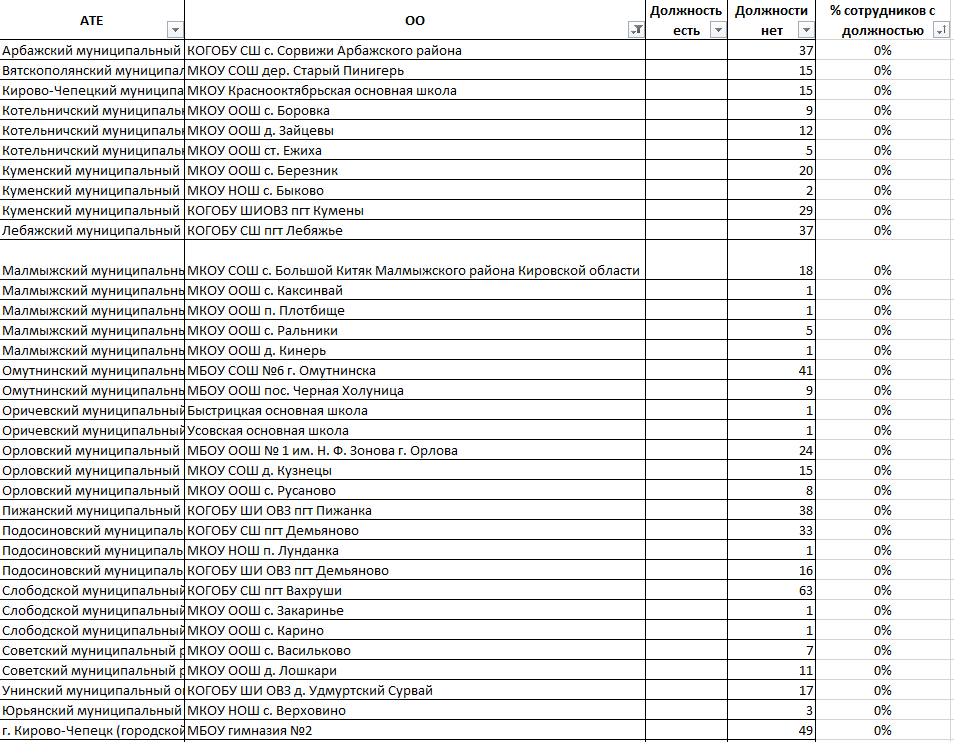 АТЕ ОО Должность есть Должности нет % сотрудников с должностью
Арбажский муниципальный КОГОБУ СШ с. Сорвижи Арбажского района 37 0%
Вятскополянский муниципал МКОУ СОШ дер. Старый Пинигерь 15 0%
Кирово-Чепецкий муниципа МКОУ Краснооктябрьская основная школа 15 0%
Котельничский муниципальн МКОУ ООШ с. Боровка 9 0%
Котельничский муниципальн МКОУ ООШ д. Зайцевы 12 0%
Котельничский муниципальн МКОУ ООШ ст. Ежиха 5 0%
Куменский муниципальный МКОУ ООШ с. Березник 20 0%
Куменский муниципальный МКОУ НОШ с. Быково 2 0%
Куменский муниципальный КОГОБУ ШИОВЗ пгт Кумены 29 0%
Лебяжский муниципальный КОГОБУ СШ пгт Лебяжье 37 0%
Малмыжский муниципальнь МКОУ СОШ с. Большой Китяк Малмыжского района Кировской области 18 0%
Малмыжский муниципальнь МКОУ ООШ с. Каксинвай 1 0%
Малмыжский муниципальнь МКОУ ООШ п. Плотбище 1 0%
Малмыжский муниципальнь МКОУ ООШ с. Ральники 5 0%
Малмыжский муниципальнь МКОУ ООШ д. Кинерь 1 0%
Омутнинский муниципальнь МБОУ СОШ №6 г. Омутнинска 41 0%
Омутнинский муниципальнь МБОУ ООШ пос. Черная Холуница 9 0%
Оричевский муниципальный Быстрицкая основная школа 1 0%
Оричевский муниципальный Усовская основная школа 1 0%
Орловский муниципальный МБОУ ООШ № 1 им. Н. Ф. Зонова г. Орлова 24 0%
Орловский муниципальный МКОУ СОШ д. Кузнецы 15 0%
Орловский муниципальный МКОУ ООШ с. Русаново 8 0%
Пижанский муниципальный КОГОБУ ШИ ОВЗ пгт Пижанка 38 0%
Подосиновский муниципаль КОГОБУ СШ пгт Демьяново 33 0%
Подосиновский муниципаль МКОУ НОШ п. Лунданка 1 0%
Подосиновский муниципаль КОГОБУ ШИ ОВЗ пгт Демьяново 16 0%
Слободской муниципальный КОГОБУ СШ пгт Вахруши 63 0%
Слободской муниципальный МКОУ ООШ с. Закаринье 1 0%
Слободской муниципальный МКОУ ООШ с. Карино 1 0%
Советский муниципальный р МКОУ ООШ с. Васильково 7 0%
Советский муниципальный р МКОУ ООШ д. Лошкари 11 0%
Унинский муниципальный ок КОГОБУ ШИ ОВЗ д. Удмуртский Сурвай 17 0%
Юрьянский муниципальный МКОУ НОШ с. Верховино 3 0%
г. Кирово-Чепецк (городской МБОУ гимназия №2 49 0%